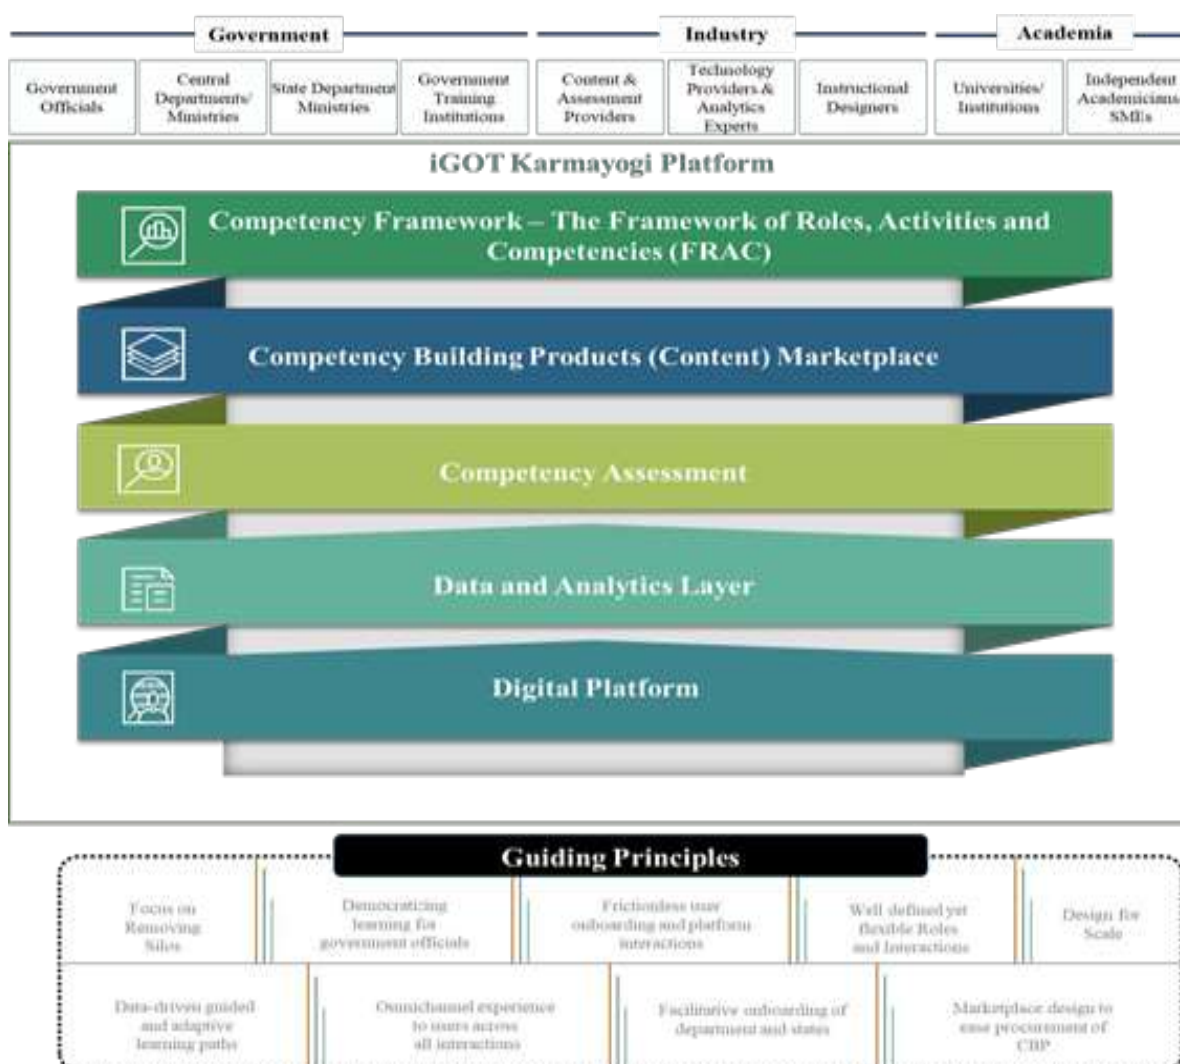 Government
Industry
Academia
Government
Officials
Central
Departments/
Ministries
State Department
Ministries
Government
Training
Institutions
Content &
Assessment
Providers
Technology
Providers &
Analytics
Experts
Instructional
Designers
Universities/
Institutions
Independent
Academicians
SMEs
iGOT Karmayogi Platform
Competency Framework – The Framework of Roles, Activities and
Competencies (FRAC)
Competency Building Products (Content) Marketplace
Competency Assessment
Data and Analytics Layer
Digital Platform
Guiding Principles
Focus on
Removing
Silos
Democratizing
learning for
government officials
Frictionless user
onboarding and platform
interactions
Well defined yet
flexible Roles
and Interactions
Design for
Scale
Data-driven guided
and adaptive
learning paths
Omnichannel experience
to users across
all interactions
Facilitative onboarding of
department and states
Marketplace design to
ease procurement of
CBP